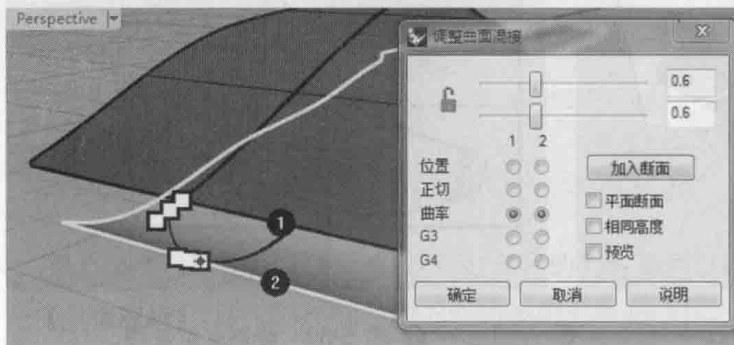 Perspective
调整曲面混接
0.6
0.6
1 2
位置
正切
曲率
G3
G4
加入断面
平面断面
相同高度
预览
确定 取消 说明
1
2